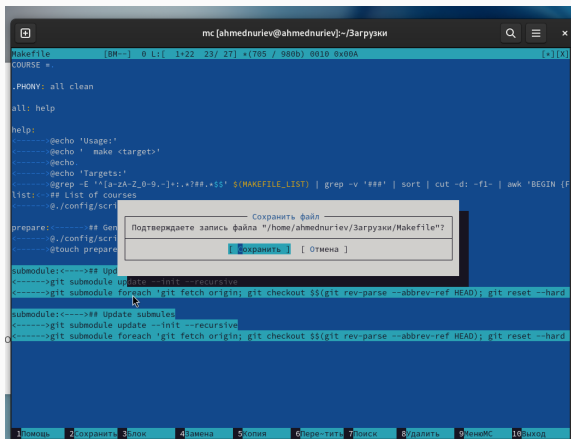 mc [ahmednuriev@ahmednuriev]:~/Загрузки
Makefile [BM--] 0 L:[ 1+22 23/ 27] *(705 / 980b) 0010 0x00A [*][X]
COURSE =
.PHONY: all clean
all: help
help:
<------>@echo 'Usage:'
<------>@echo ' make <target>'
<------>@echo
<------>@echo 'Targets:'
<------>@grep -E '^[a-zA-Z_0-9.-]+:.*?##.*$$' $(MAKEFILE_LIST) | grep -v '###' | sort | cut -d: -f1- | awk 'BEGIN {F
list:<-->## List of courses
<------>@./config/scri
prepare:<------>## Gen
<------>@./config/scri
<------>@touch prepare
Сохранить файл
Подтверждаете запись файла "/home/ahmednuriev/Загрузки/Makefile"?
[ Сохранить ] [ Отмена ]
submodule:<---->## Upd
<------>git submodule update --init --recursive
<------>git submodule foreach 'git fetch origin; git checkout $$(git rev-parse --abbrev-ref HEAD); git reset --hard
submodule:<---->## Update submules
<------>git submodule update --init --recursive
<------>git submodule foreach 'git fetch origin; git checkout $$(git rev-parse --abbrev-ref HEAD); git reset --hard
1Помощь 2Сохранить 3Блок 4Замена 5Копия 6Пере~тить 7Поиск 8Удалить 9МенюMC 10Выход